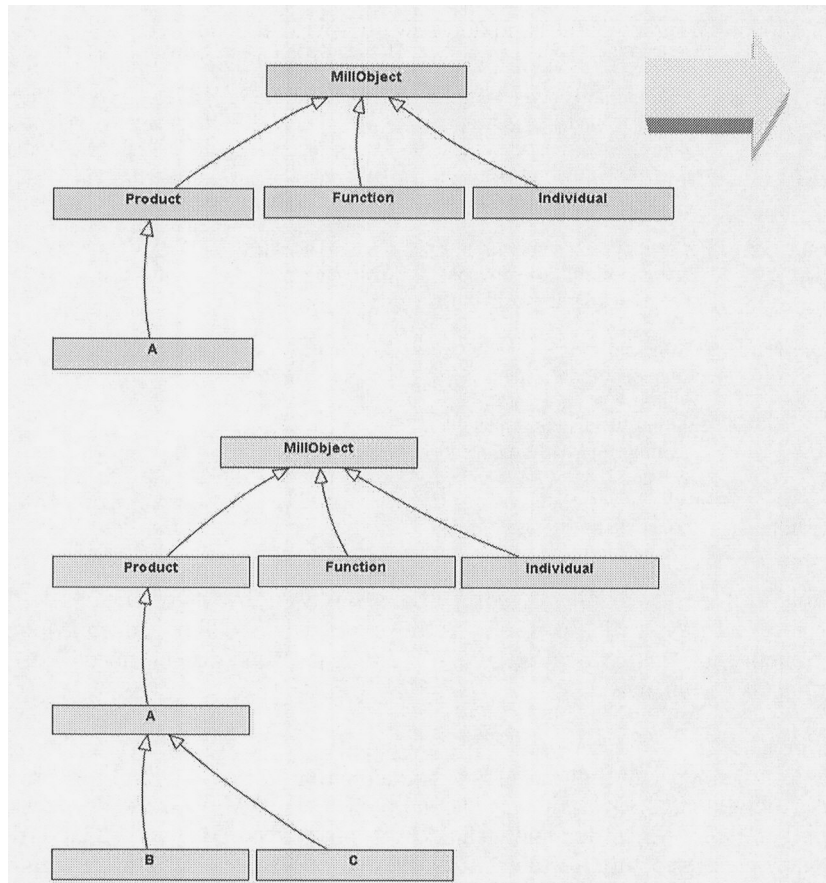 MillObject
Product Function Individual
A
MillObject
Product Function Individual
A
B C